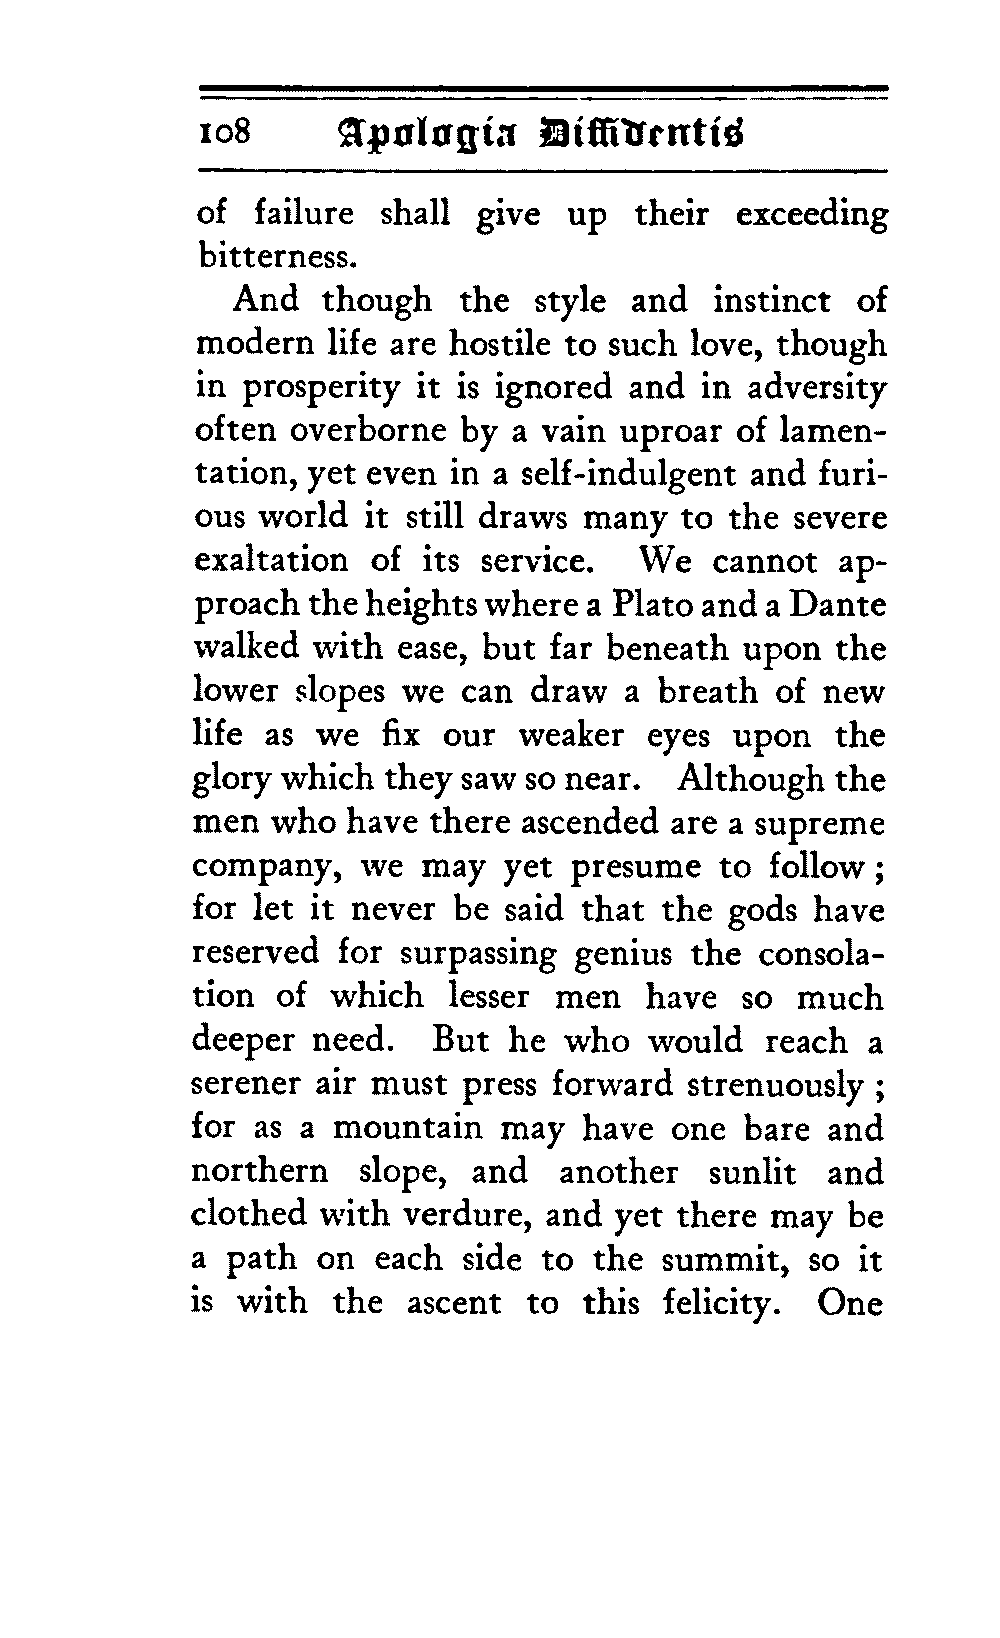 108 Apologia Diffidentis
of failure shall give up their exceeding
bitterness.
And though the style and instinct of
modern life are hostile to such love, though
in prosperity it is ignored and in adversity
often overborne by a vain uproar of lamen-
tation, yet even in a self-indulgent and furi-
ous world it still draws many to the severe
exaltation of its service. We cannot ap-
proach the heights where a Plato and a Dante
walked with ease, but far beneath upon the
lower slopes we can draw a breath of new
life as we fix our weaker eyes upon the
glory which they saw so near. Although the
men who have there ascended are a supreme
company, we may yet presume to follow ;
for let it never be said that the gods have
reserved for surpassing genius the consola-
tion of which lesser men have so much
deeper need. But he who would reach a
serener air must press forward strenuously ;
for as a mountain may have one bare and
northern slope, and another sunlit and
clothed with verdure, and yet there may be
a path on each side to the summit, so it
is with the ascent to this felicity. One